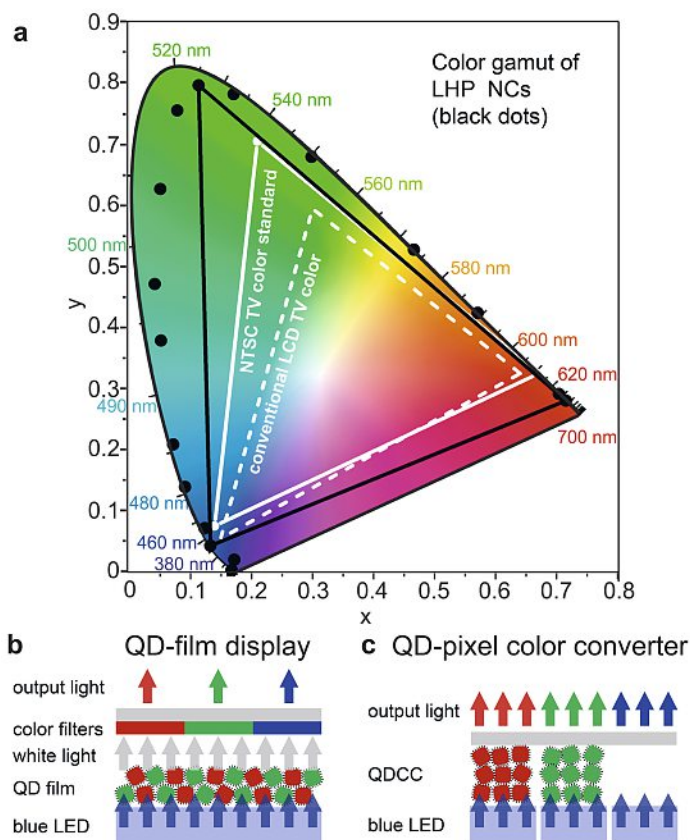 a
Color gamut of
LHP NCs
(black dots)
520 nm
540 nm
560 nm
580 nm
600 nm
620 nm
700 nm
500 nm
490 nm
480 nm
460 nm
380 nm
NTSC TV color standard
conventional LCD TV color
y
0.9
0.8
0.7
0.6
0.5
0.4
0.3
0.2
0.1
0
0 0.1 0.2 0.3 0.4 0.5 0.6 0.7 0.8
x
b QD-film display
output light
color filters
white light
QD film
blue LED
c QD-pixel color converter
output light
QDCC
blue LED